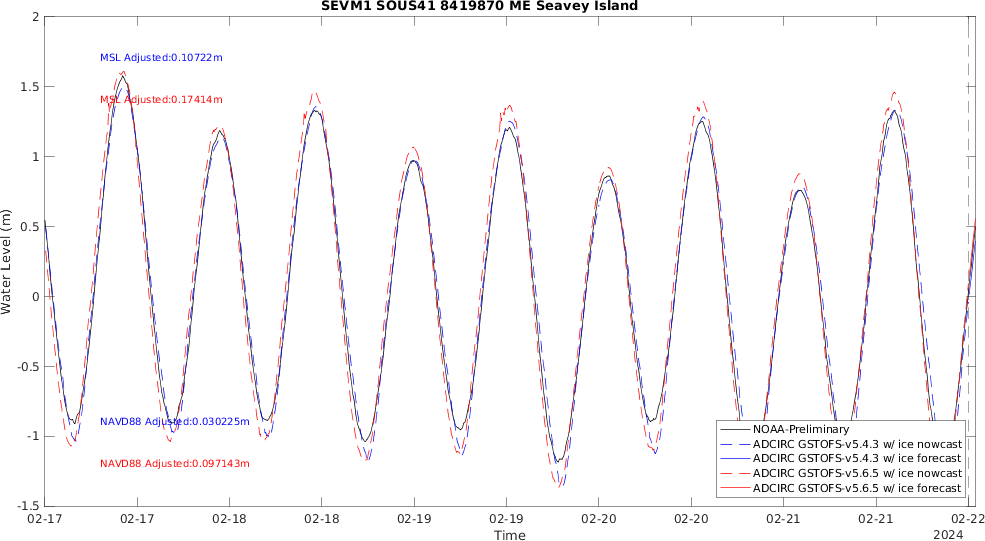 SEVM1 SOUS41 8419870 ME Seavey Island
2
1.5
1
0.5
0
-0.5
-1
-1.5
Water Level (m)
MSL Adjusted:0.10722m
MSL Adjusted:0.17414m
NAVD88 Adjusted:0.030225m
NAVD88 Adjusted:0.097143m
NOAA-Preliminary
ADCIRC GSTOFS-v5.4.3 w/ ice nowcast
ADCIRC GSTOFS-v5.4.3 w/ ice forecast
ADCIRC GSTOFS-v5.6.5 w/ ice nowcast
ADCIRC GSTOFS-v5.6.5 w/ ice forecast
02-17 02-17 02-18 02-18 02-19 02-19 02-20 02-20 02-21 02-21 02-22
Time
2024